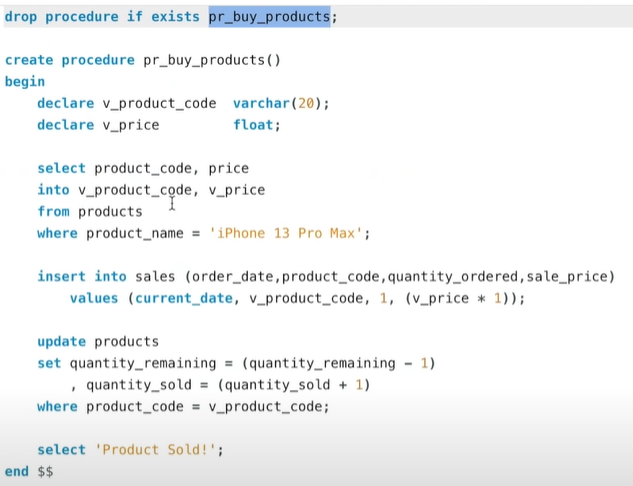 drop procedure if exists pr_buy_products;
create procedure pr_buy_products()
begin
declare v_product_code varchar(20);
declare v_price float;
select product_code, price
into v_product_code, v_price
from products
where product_name = 'iPhone 13 Pro Max';
insert into sales (order_date,product_code,quantity_ordered,sale_price)
values (current_date, v_product_code, 1, (v_price * 1));
update products
set quantity_remaining = (quantity_remaining - 1)
, quantity_sold = (quantity_sold + 1)
where product_code = v_product_code;
select 'Product Sold!';
end $$